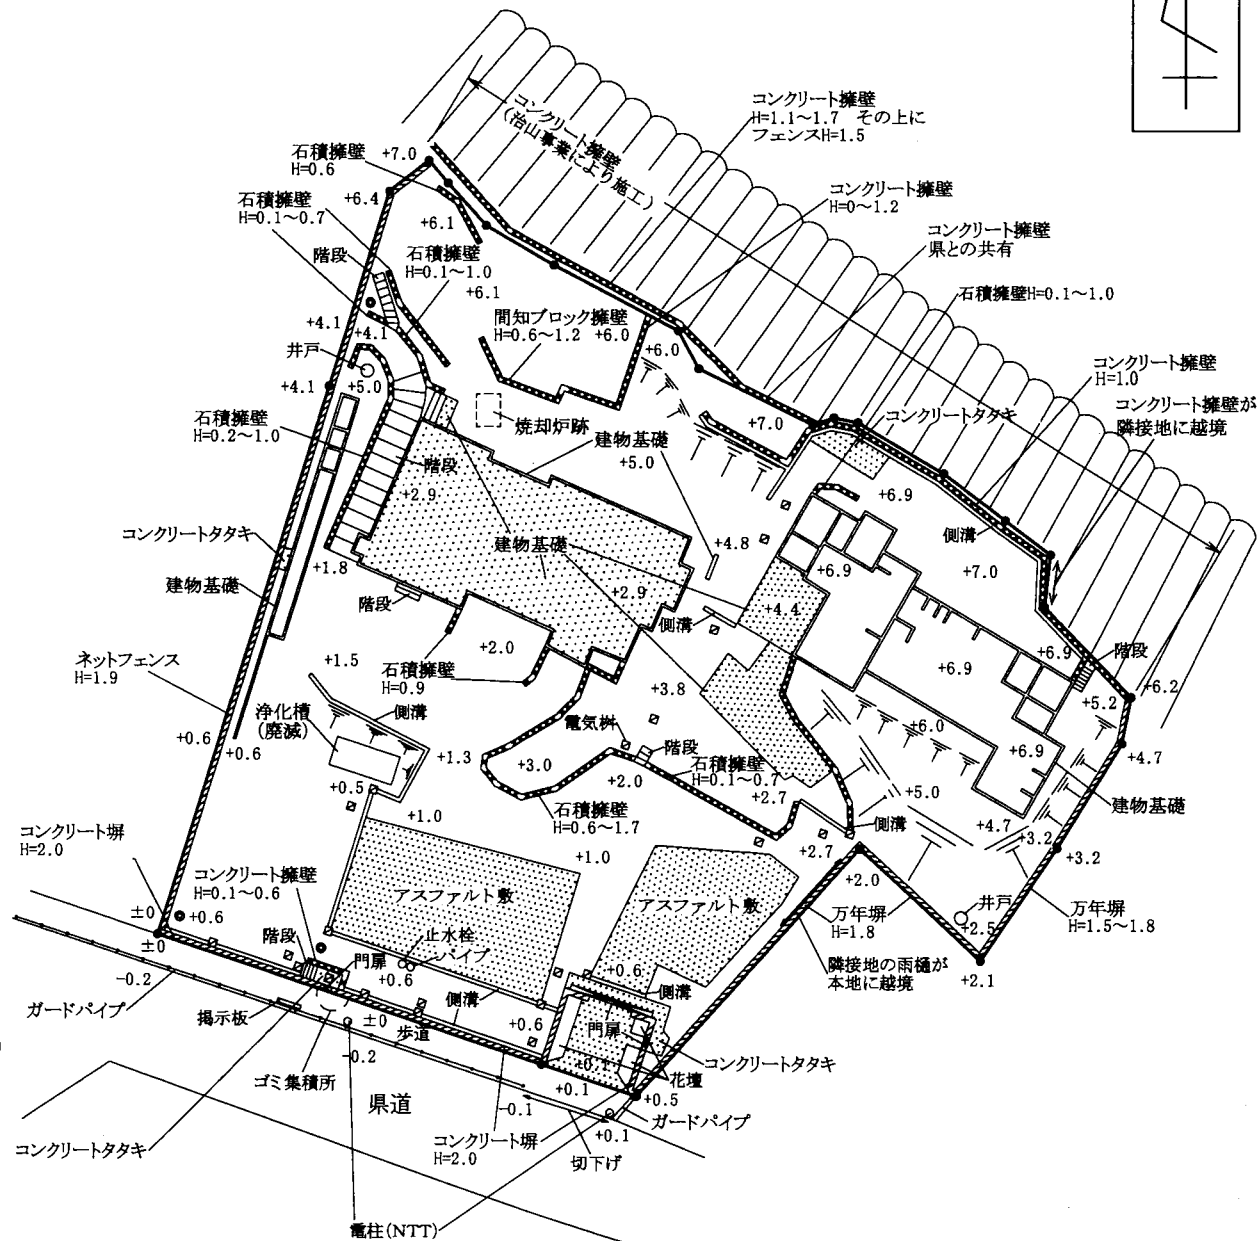 コンクリート擁壁
(治山事業により施工)
コンクリート擁壁
H=1.1~1.7 その上に
フェンスH=1.5
石積擁壁
H=0.6
+7.0
石積擁壁
H=0.1~0.7
+6.4
コンクリート擁壁
H=0~1.2
+6.1
コンクリート擁壁
県との共有
階段
石積擁壁
H=0.1~1.0
+6.1
石積擁壁H=0.1~1.0
間知ブロック擁壁
H=0.6~1.2
+6.0
+4.1
+4.1
+6.0
井戸
コンクリート擁壁
H=1.0
+4.1
+5.0
コンクリート擁壁が
隣接地に越境
石積擁壁
H=0.2~1.0
焼却炉跡
+7.0
コンクリートタタキ
建物基礎
+5.0
階段
+2.9
+6.9
コンクリートタタキ
建物基礎
+4.8
側溝
+1.8
+6.9
+7.0
建物基礎
階段
+2.9
+4.4
側溝
ネットフェンス
H=1.9
+1.5
石積擁壁
H=0.9
+2.0
+6.9
+6.9
階段
+3.8
+5.2
+6.2
浄化槽
(廃滅)
側溝
電気桝
+6.0
+0.6
+0.6
+1.3
階段
+6.9
+4.7
+3.0
+2.0
石積擁壁
H=0.1~0.7
+0.5
+2.7
+5.0
建物基礎
石積擁壁
H=0.6~1.7
+1.0
側溝
+4.7
コンクリート塀
H=2.0
+3.2
+1.0
+2.7
+3.2
コンクリート擁壁
H=0.1~0.6
+2.0
アスファルト敷
アスファルト敷
±0
+0.6
万年塀
H=1.8
井戸
万年塀
H=1.5~1.8
+2.5
階段
±0
止水栓
パイプ
門扉
+2.1
隣接地の雨樋が
本地に越境
-0.2
+0.6
+0.6
ガードパイプ
側溝
側溝
掲示板
±0
歩道
+0.6
門扉
-0.2
+0.1
コンクリートタタキ
ゴミ集積所
花壇
+0.1
+0.5
県道
-0.1
ガードパイプ
コンクリートタタキ
コンクリート塀
H=2.0
+0.1
切下げ
電柱(NTT)